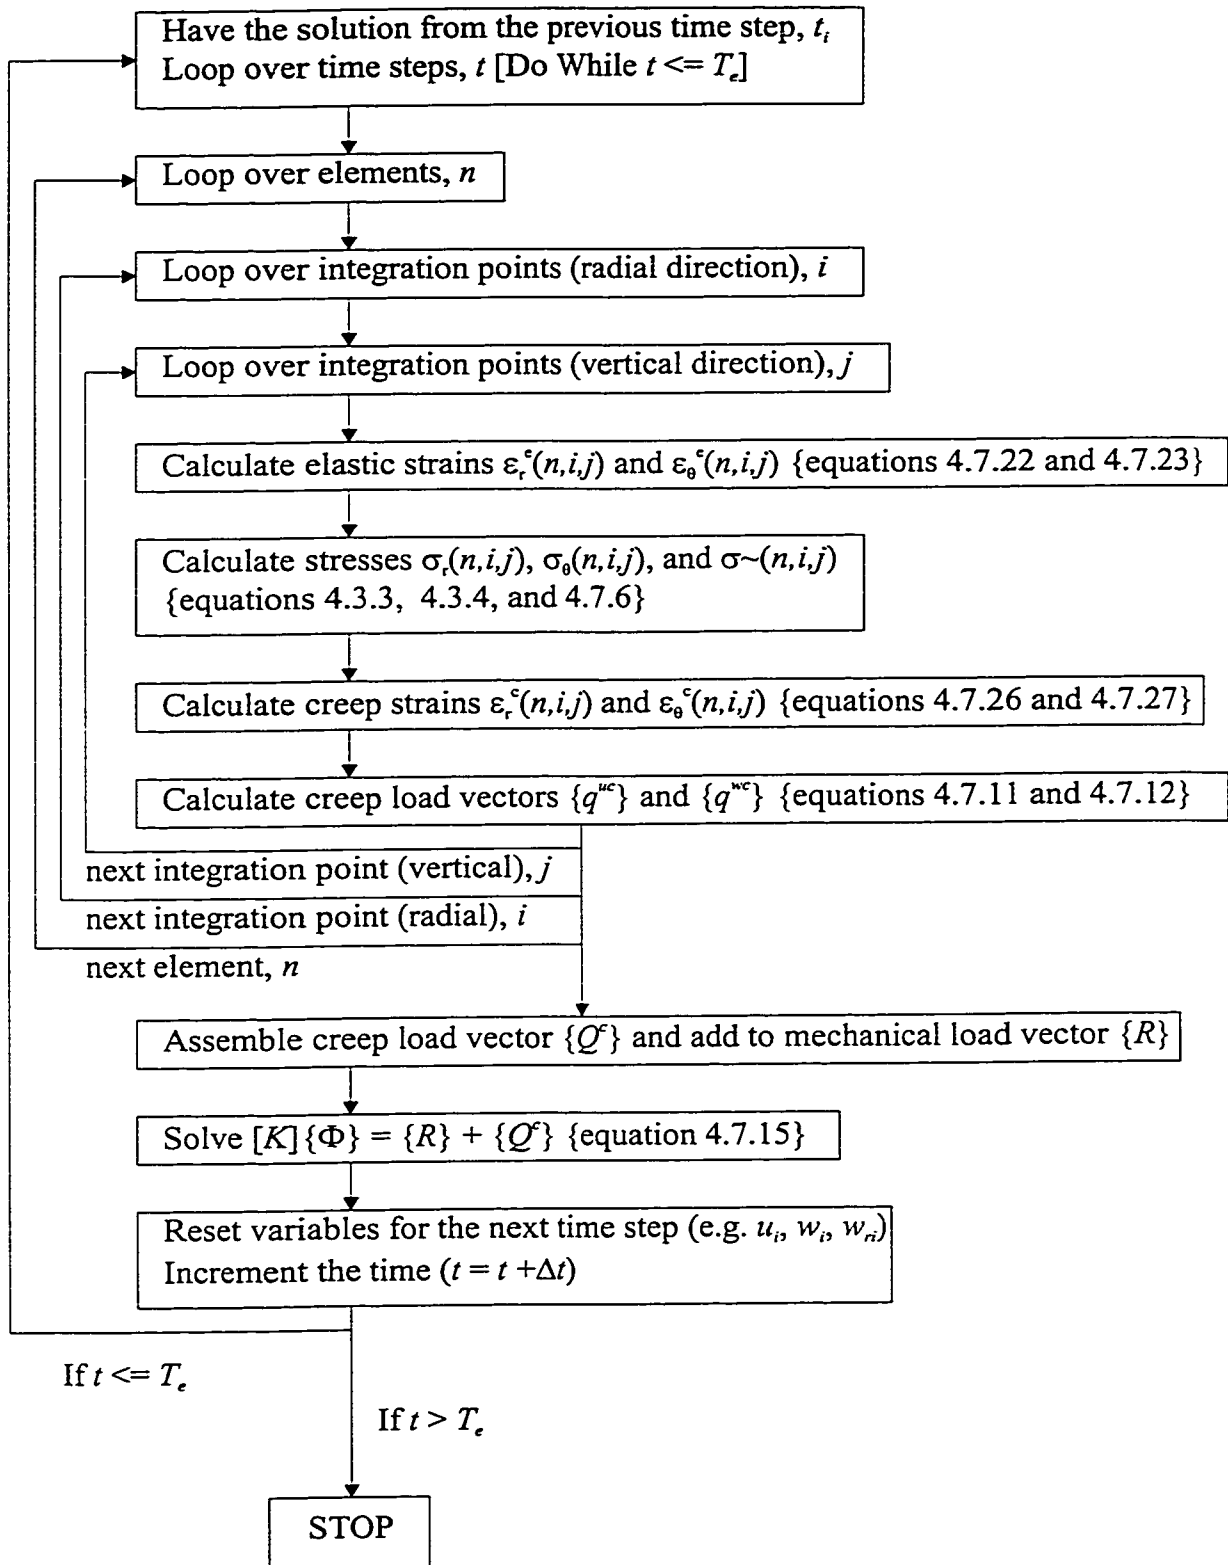 Have the solution from the previous time step, tᵢ
Loop over time steps, t [Do While t <= Tₑ]
Loop over elements, n
Loop over integration points (radial direction), i
Loop over integration points (vertical direction), j
Calculate elastic strains εᵣᵉ(n,i,j) and ε_θᵉ(n,i,j) {equations 4.7.22 and 4.7.23}
Calculate stresses σᵣ(n,i,j), σ_θ(n,i,j), and σ~(n,i,j)
{equations 4.3.3, 4.3.4, and 4.7.6}
Calculate creep strains εᵣᶜ(n,i,j) and ε_θᶜ(n,i,j) {equations 4.7.26 and 4.7.27}
Calculate creep load vectors {qᵘᶜ} and {qʷᶜ} {equations 4.7.11 and 4.7.12}
next integration point (vertical), j
next integration point (radial), i
next element, n
Assemble creep load vector {Qᶜ} and add to mechanical load vector {R}
Solve [K]{Φ} = {R} + {Qᶜ} {equation 4.7.15}
Reset variables for the next time step (e.g. uᵢ, wᵢ, wᵣᵢ)
Increment the time (t = t +Δt)
If t <= Tₑ
If t > Tₑ
STOP